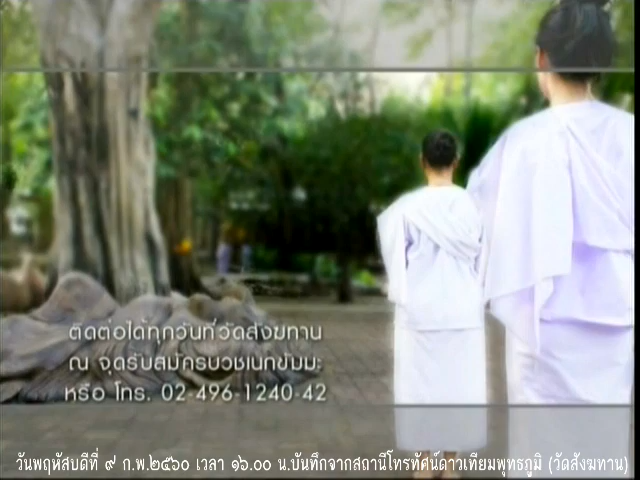 ติดต่อได้ทุกวันที่วัดสังฆทาน
ณ จุดรับสมัครบวชเนกขัมมะ
หรือ โทร. 02-496-1240-42
วันพฤหัสบดีที่ ๙ ก.พ.๒๕๖๐ เวลา ๑๖.๐๐ น.บันทึกจากสถานีโทรทัศน์ดาวเทียมพุทธภูมิ (วัดสังฆทาน)